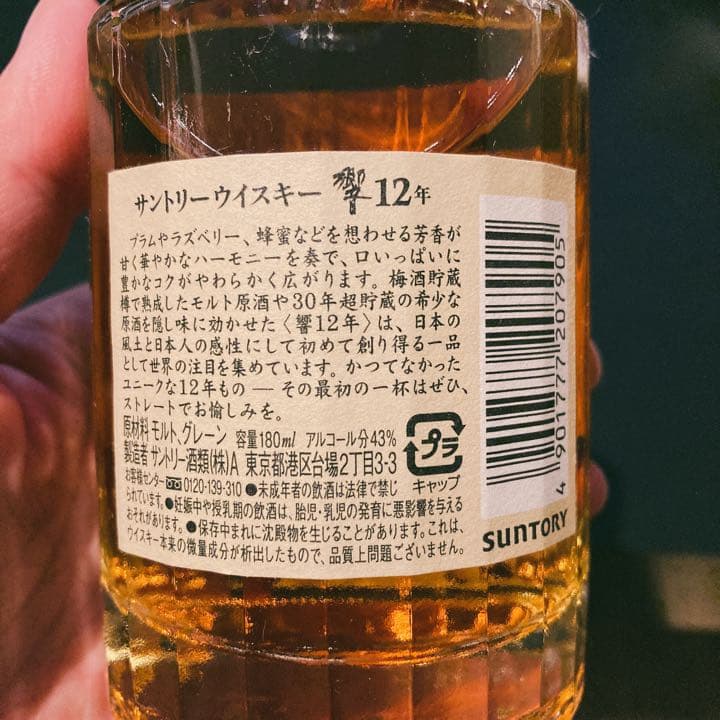 サントリーウイスキー 響 12年
プラムやラズベリー、蜂蜜などを想わせる芳香が
甘く華やかなハーモニーを奏で、口いっぱいに
豊かなコクがやわらかく広がります。梅酒貯蔵
樽で熟成したモルト原酒や30年超貯蔵の希少な
原酒を隠し味に効かせた〈響12年〉は、日本の
風土と日本人の感性にして初めて創り得る一品
として世界の注目を集めています。かつてなかった
ユニークな12年もの ― その最初の一杯はぜひ、
ストレートでお愉しみを。
原材料 モルト、グレーン 容量180ml アルコール分43%
製造者 サントリー酒類(株)A 東京都港区台場2丁目3-3
お客様センター 0120-139-310 ●未成年者の飲酒は法律で禁じ
られています。●妊娠中や授乳期の飲酒は、胎児・乳児の発育に悪影響を与える
おそれがあります。●保存中まれに沈殿物を生じることがあります。これは、
ウイスキー本来の微量成分が析出したもので、品質上問題ございません。
プラ
キャップ
4 901777 207905
SUNTORY